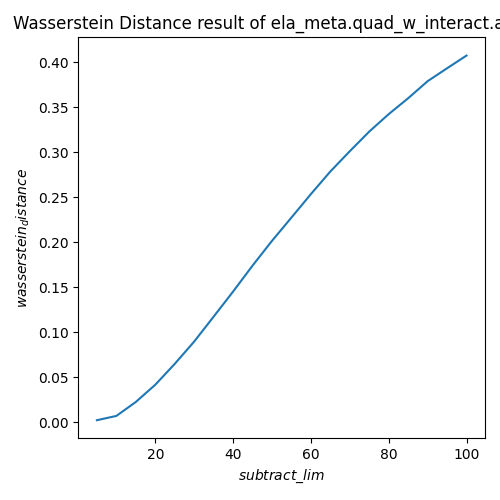 Wasserstein Distance result of ela_meta.quad_w_interact.a
0.40
0.35
0.30
0.25
0.20
0.15
0.10
0.05
0.00
wasserstein_distance
20 40 60 80 100
subtract_lim